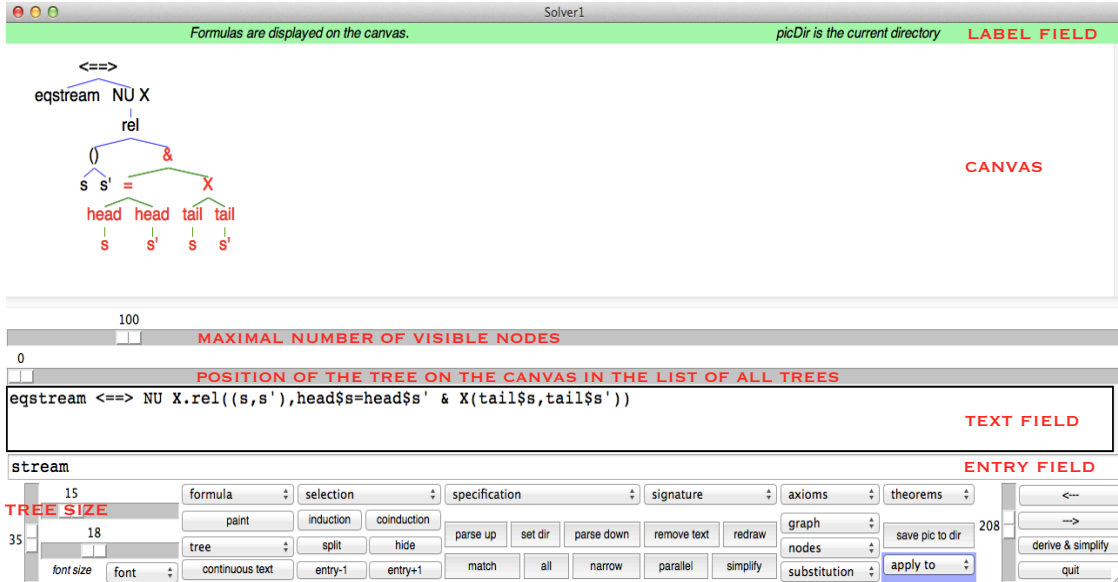 Solver1
Formulas are displayed on the canvas. picDir is the current directory LABEL FIELD
<==>
eqstream NU X
rel
() &
s s' = X
head head tail tail
s s' s s'
CANVAS
100
MAXIMAL NUMBER OF VISIBLE NODES
0
POSITION OF THE TREE ON THE CANVAS IN THE LIST OF ALL TREES
eqstream <==> NU X.rel((s,s'),head$s=head$s' & X(tail$s,tail$s'))
TEXT FIELD
stream ENTRY FIELD
15 formula selection specification signature axioms theorems <---
TREE SIZE
paint induction coinduction parse up set dir parse down remove text redraw graph save pic to dir 208 --->
35 18 tree split hide nodes derive & simplify
font size font continuous text entry-1 entry+1 match all narrow parallel simplify substitution apply to quit